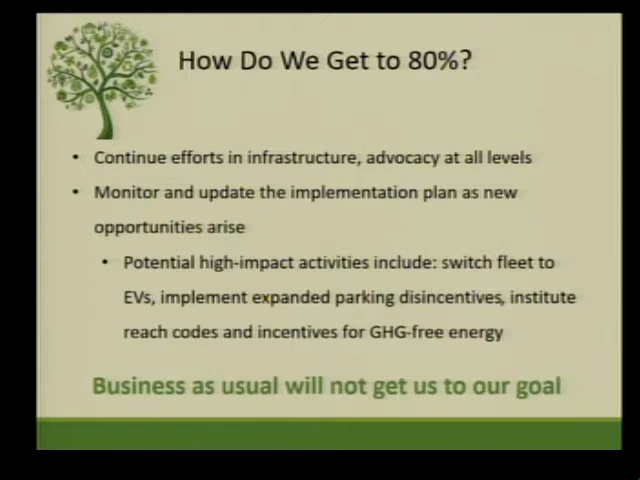 How Do We Get to 80%?
• Continue efforts in infrastructure, advocacy at all levels
• Monitor and update the implementation plan as new
opportunities arise
• Potential high-impact activities include: switch fleet to
EVs, implement expanded parking disincentives, institute
reach codes and incentives for GHG-free energy
Business as usual will not get us to our goal